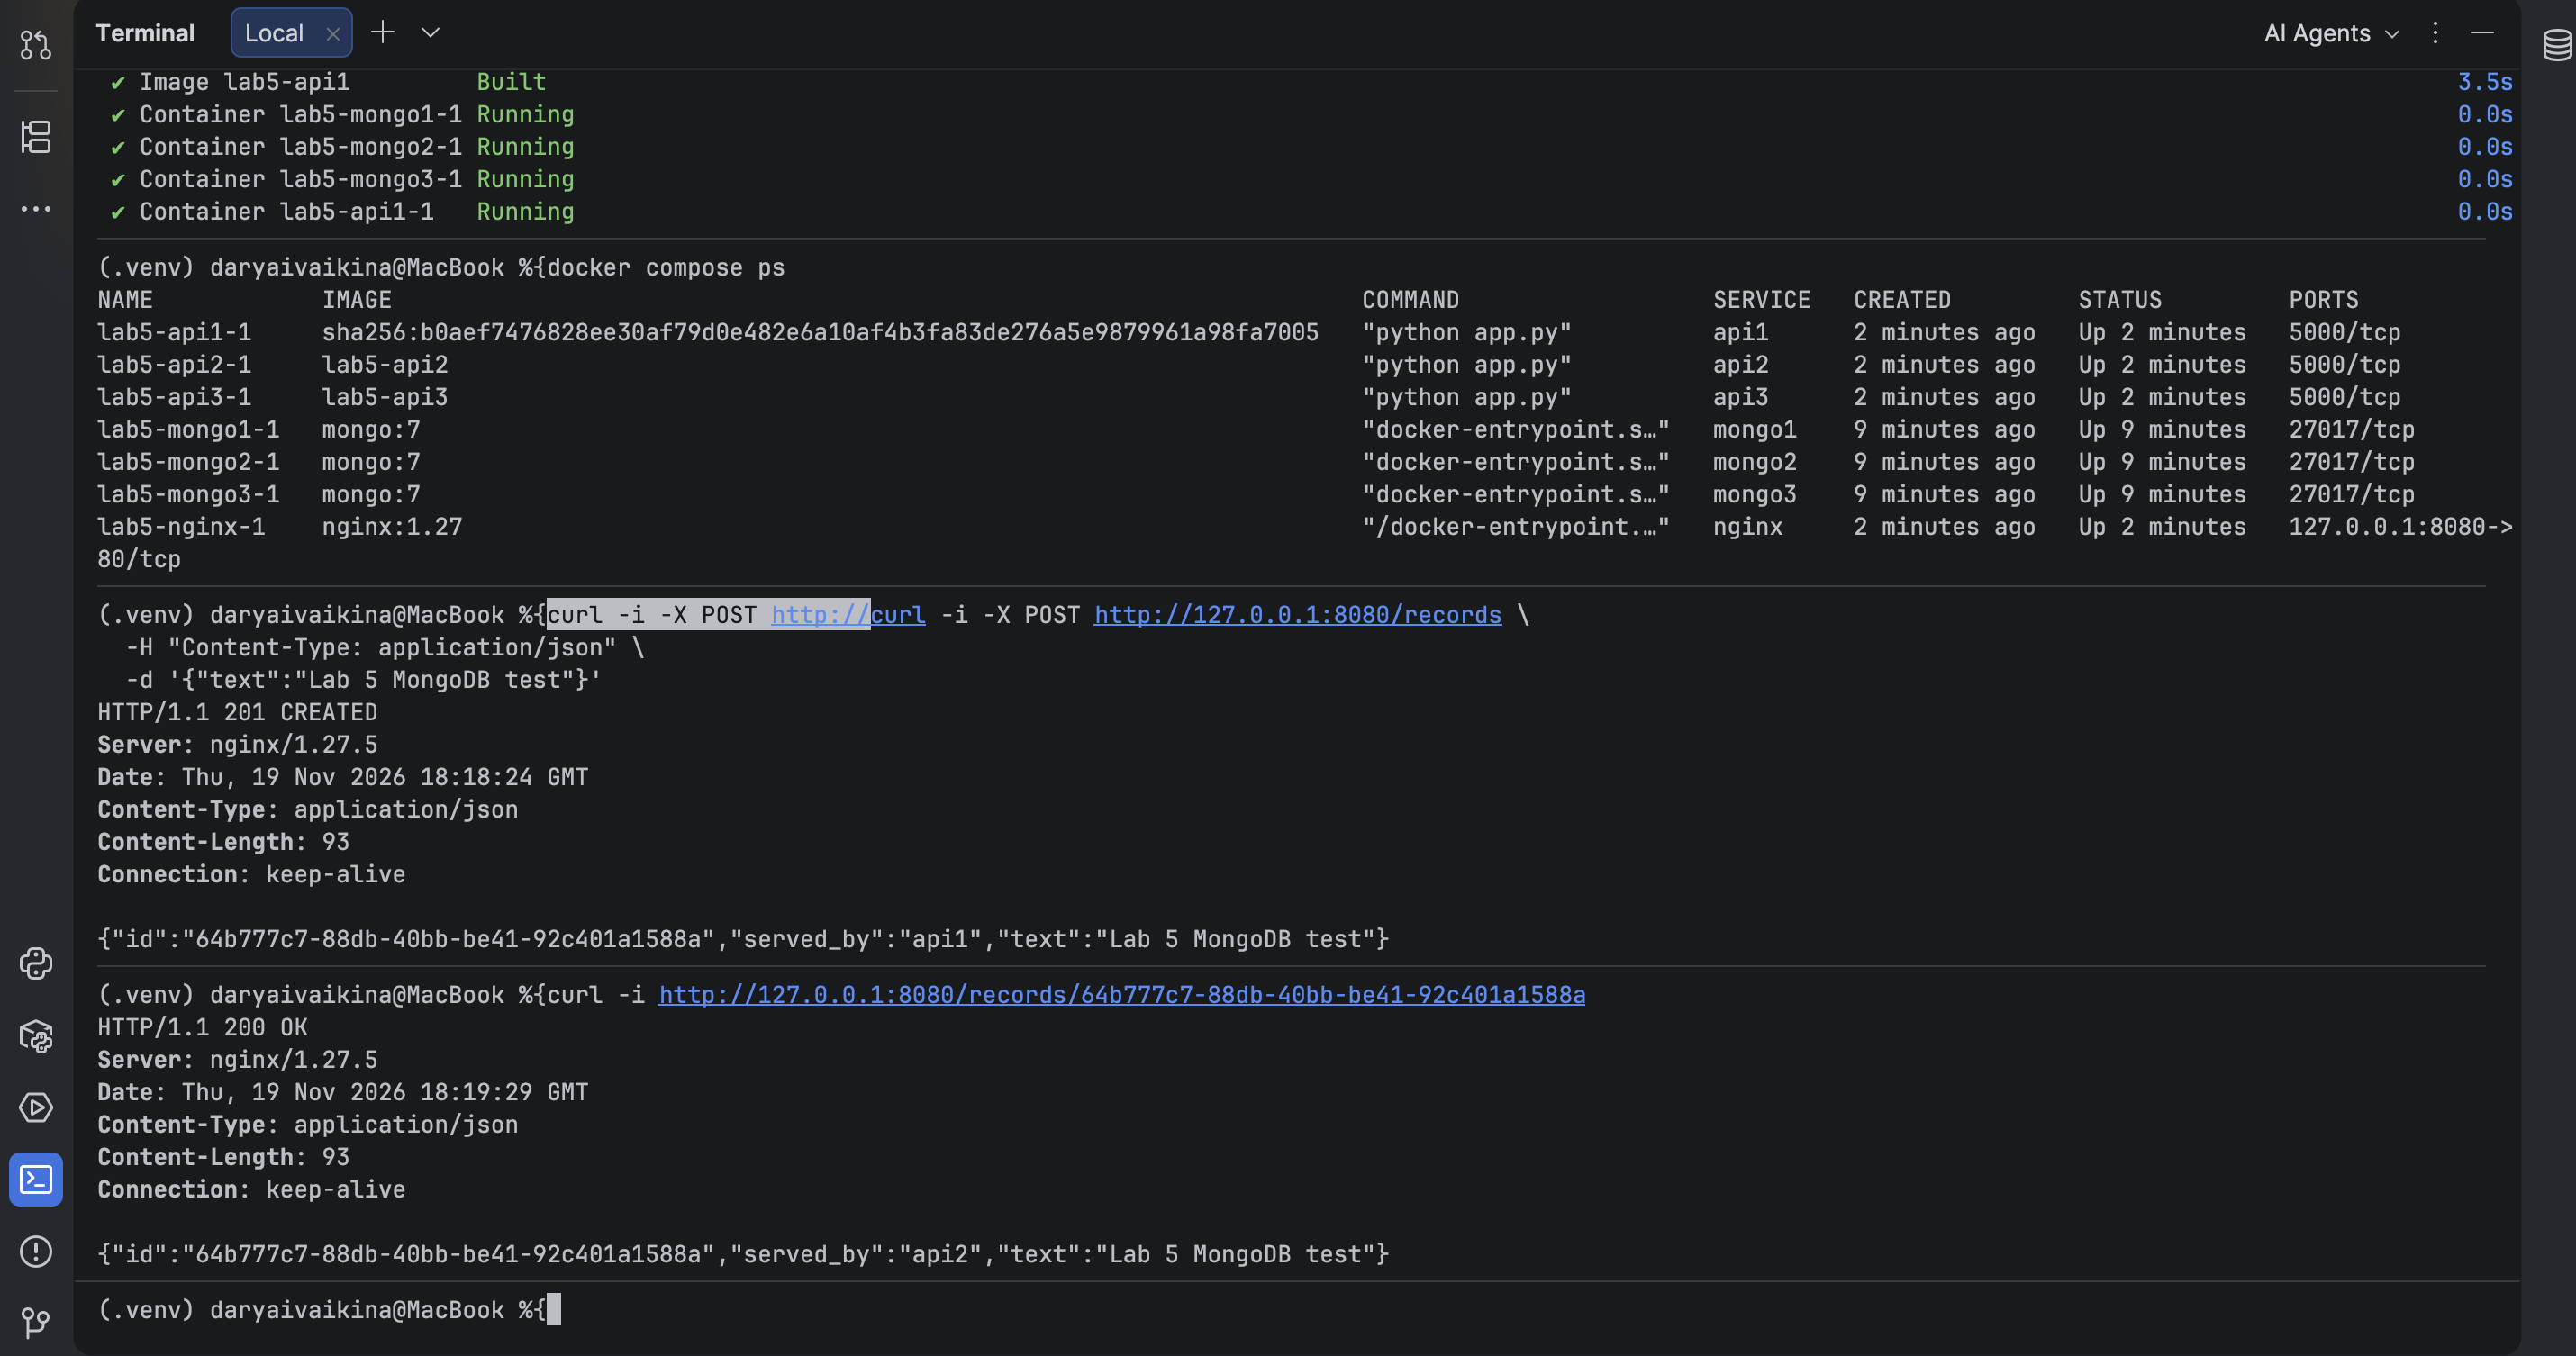 Terminal Local AI Agents
✔ Image lab5-api1 Built 3.5s
✔ Container lab5-mongo1-1 Running 0.0s
✔ Container lab5-mongo2-1 Running 0.0s
✔ Container lab5-mongo3-1 Running 0.0s
✔ Container lab5-api1-1 Running 0.0s
(.venv) daryaivaikina@MacBook %{docker compose ps
NAME IMAGE COMMAND SERVICE CREATED STATUS PORTS
lab5-api1-1 sha256:b0aef7476828ee30af79d0e482e6a10af4b3fa83de276a5e9879961a98fa7005 "python app.py" api1 2 minutes ago Up 2 minutes 5000/tcp
lab5-api2-1 lab5-api2 "python app.py" api2 2 minutes ago Up 2 minutes 5000/tcp
lab5-api3-1 lab5-api3 "python app.py" api3 2 minutes ago Up 2 minutes 5000/tcp
lab5-mongo1-1 mongo:7 "docker-entrypoint.s…" mongo1 9 minutes ago Up 9 minutes 27017/tcp
lab5-mongo2-1 mongo:7 "docker-entrypoint.s…" mongo2 9 minutes ago Up 9 minutes 27017/tcp
lab5-mongo3-1 mongo:7 "docker-entrypoint.s…" mongo3 9 minutes ago Up 9 minutes 27017/tcp
lab5-nginx-1 nginx:1.27 "/docker-entrypoint.…" nginx 2 minutes ago Up 2 minutes 127.0.0.1:8080->
80/tcp
(.venv) daryaivaikina@MacBook %{curl -i -X POST http://curl -i -X POST http://127.0.0.1:8080/records \
-H "Content-Type: application/json" \
-d '{"text":"Lab 5 MongoDB test"}'
HTTP/1.1 201 CREATED
Server: nginx/1.27.5
Date: Thu, 19 Nov 2026 18:18:24 GMT
Content-Type: application/json
Content-Length: 93
Connection: keep-alive
{"id":"64b777c7-88db-40bb-be41-92c401a1588a","served_by":"api1","text":"Lab 5 MongoDB test"}
(.venv) daryaivaikina@MacBook %{curl -i http://127.0.0.1:8080/records/64b777c7-88db-40bb-be41-92c401a1588a
HTTP/1.1 200 OK
Server: nginx/1.27.5
Date: Thu, 19 Nov 2026 18:19:29 GMT
Content-Type: application/json
Content-Length: 93
Connection: keep-alive
{"id":"64b777c7-88db-40bb-be41-92c401a1588a","served_by":"api2","text":"Lab 5 MongoDB test"}
(.venv) daryaivaikina@MacBook %{